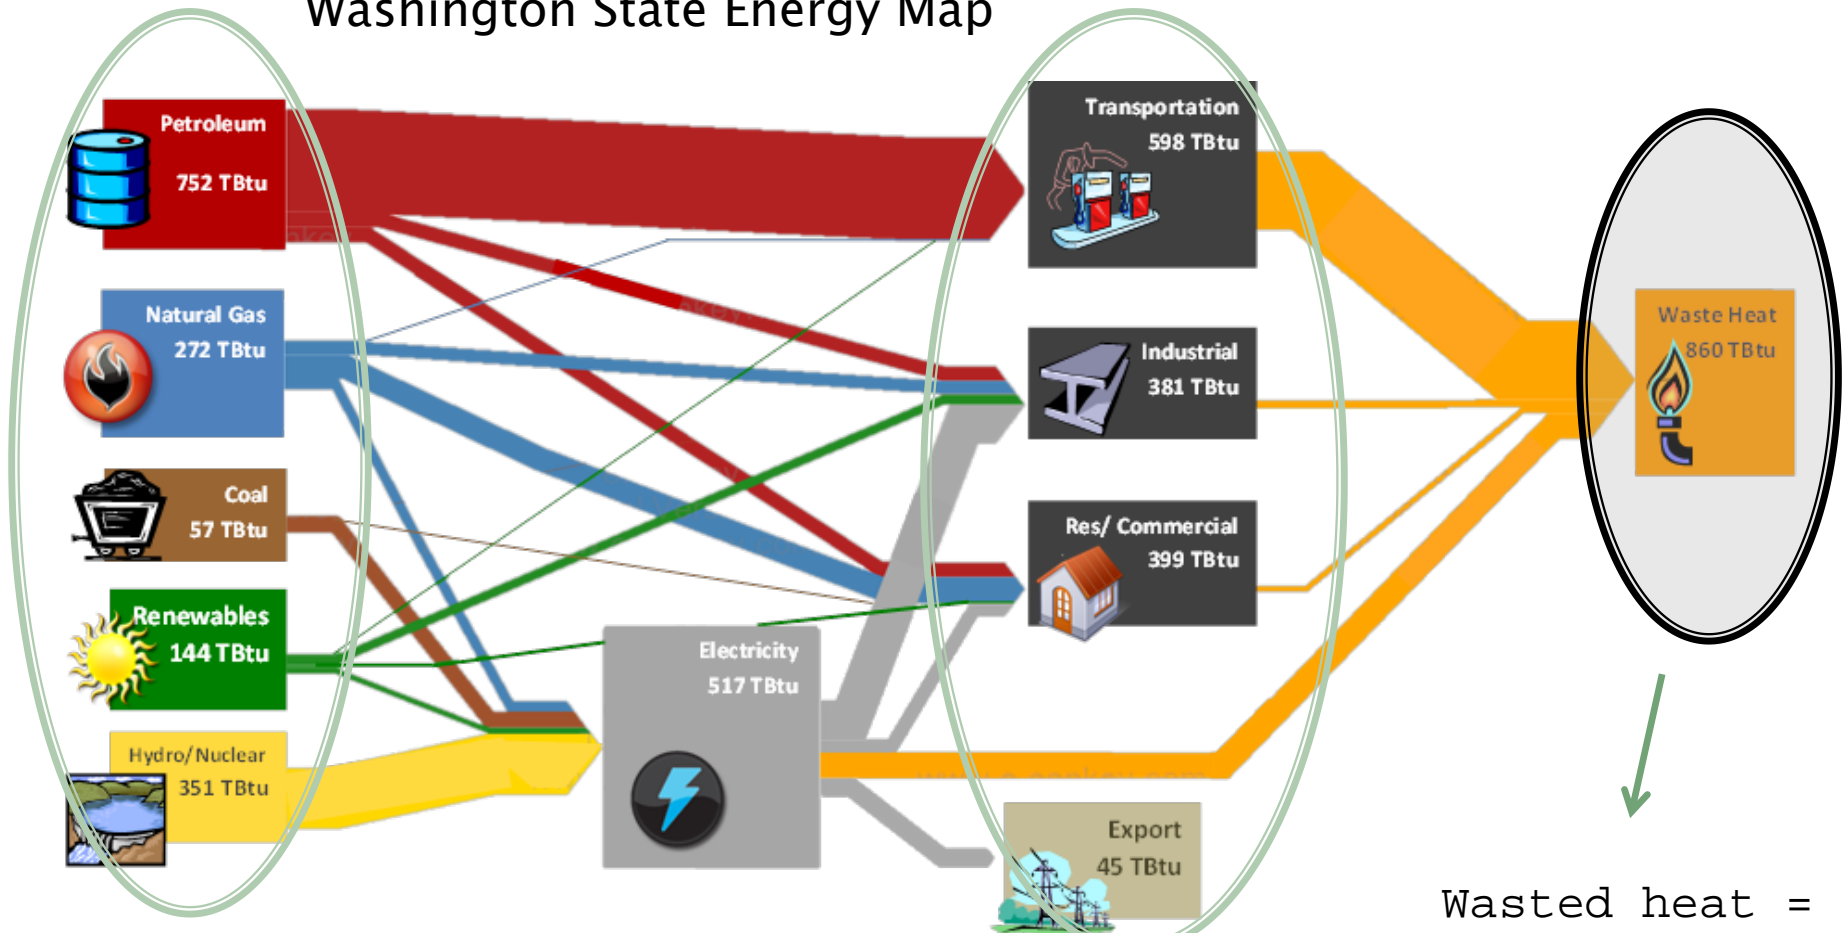 Washington State Energy Map
Petroleum
752 TBtu
Natural Gas
272 TBtu
Coal
57 TBtu
Renewables
144 TBtu
Hydro/Nuclear
351 TBtu
Electricity
517 TBtu
Transportation
598 TBtu
Industrial
381 TBtu
Res/ Commercial
399 TBtu
Export
45 TBtu
Waste Heat
860 TBtu
Wasted heat =